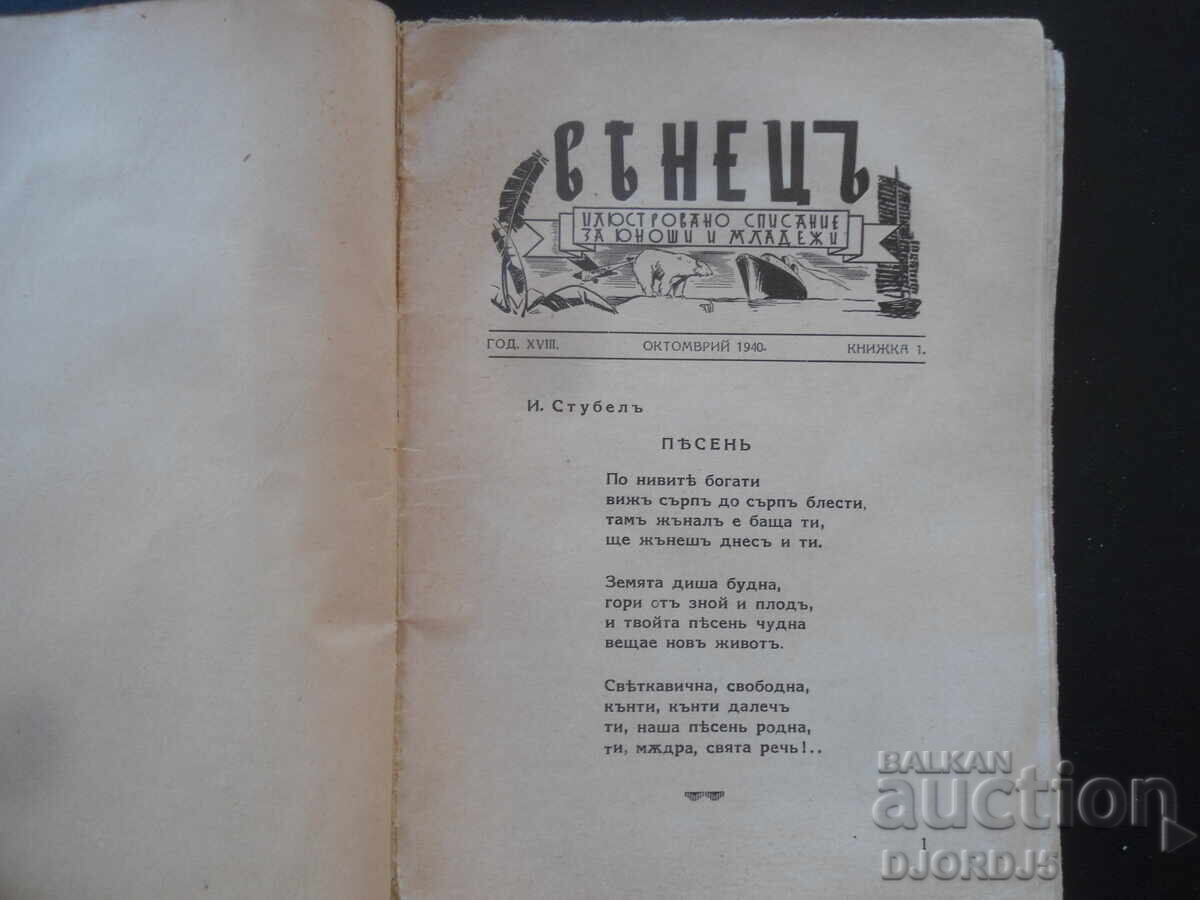 ВѢНЕЦЪ
ИЛЮСТРОВАНО СПИСАНИЕ
ЗА ЮНОШИ И МЛАДЕЖИ
ГОД. XVIII. ОКТОМВРИЙ 1940. КНИЖКА 1.
И. Стубелъ
ПѢСЕНЬ
По нивитѣ богати
вижъ сърпъ до сърпъ блести,
тамъ жъналъ е баща ти,
ще жънешъ днесъ и ти.
Земята диша будна,
гори отъ зной и плодъ,
и твойта пѣсень чудна
вещае новъ животъ.
Свѣткавична, свободна,
кънти, кънти далечъ
ти, наша пѣсень родна,
ти, мѫдра, свята речь!..
1
BALKAN
auction
DJORDJ5